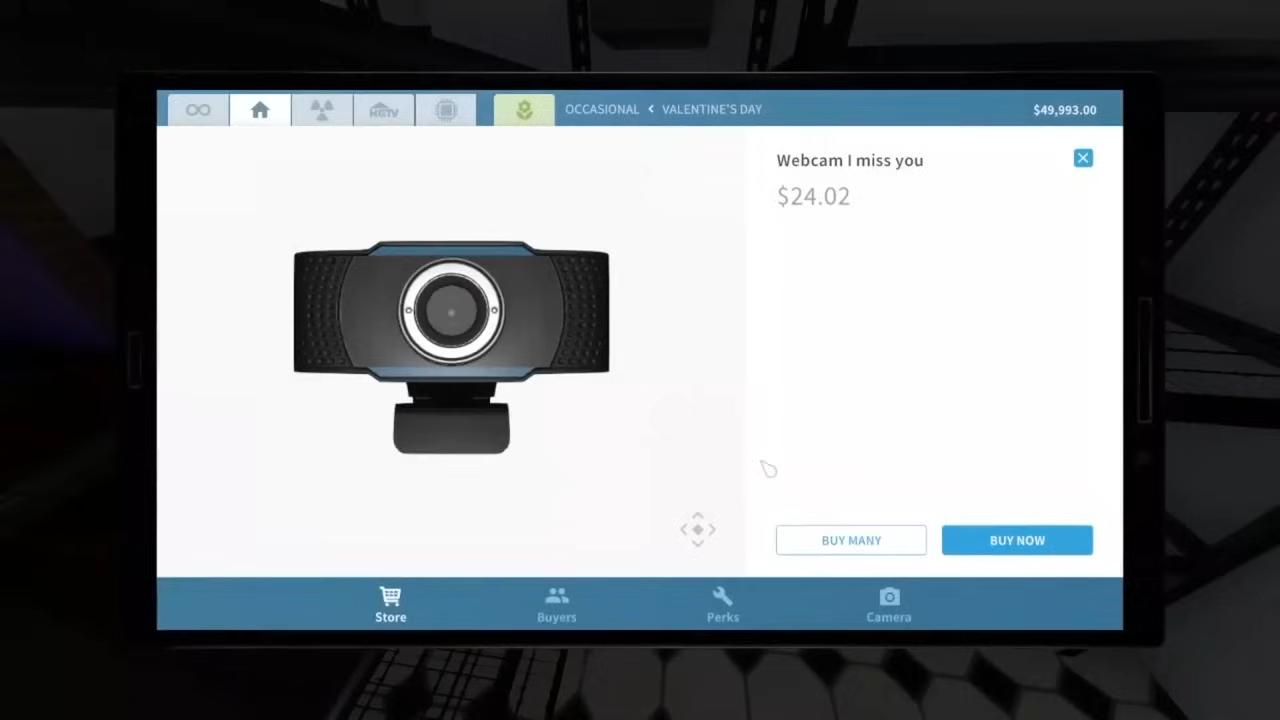 HGTV
OCCASIONAL < VALENTINE'S DAY
$49,993.00
Webcam I miss you
$24.02
BUY MANY
BUY NOW
Store
Buyers
Perks
Camera